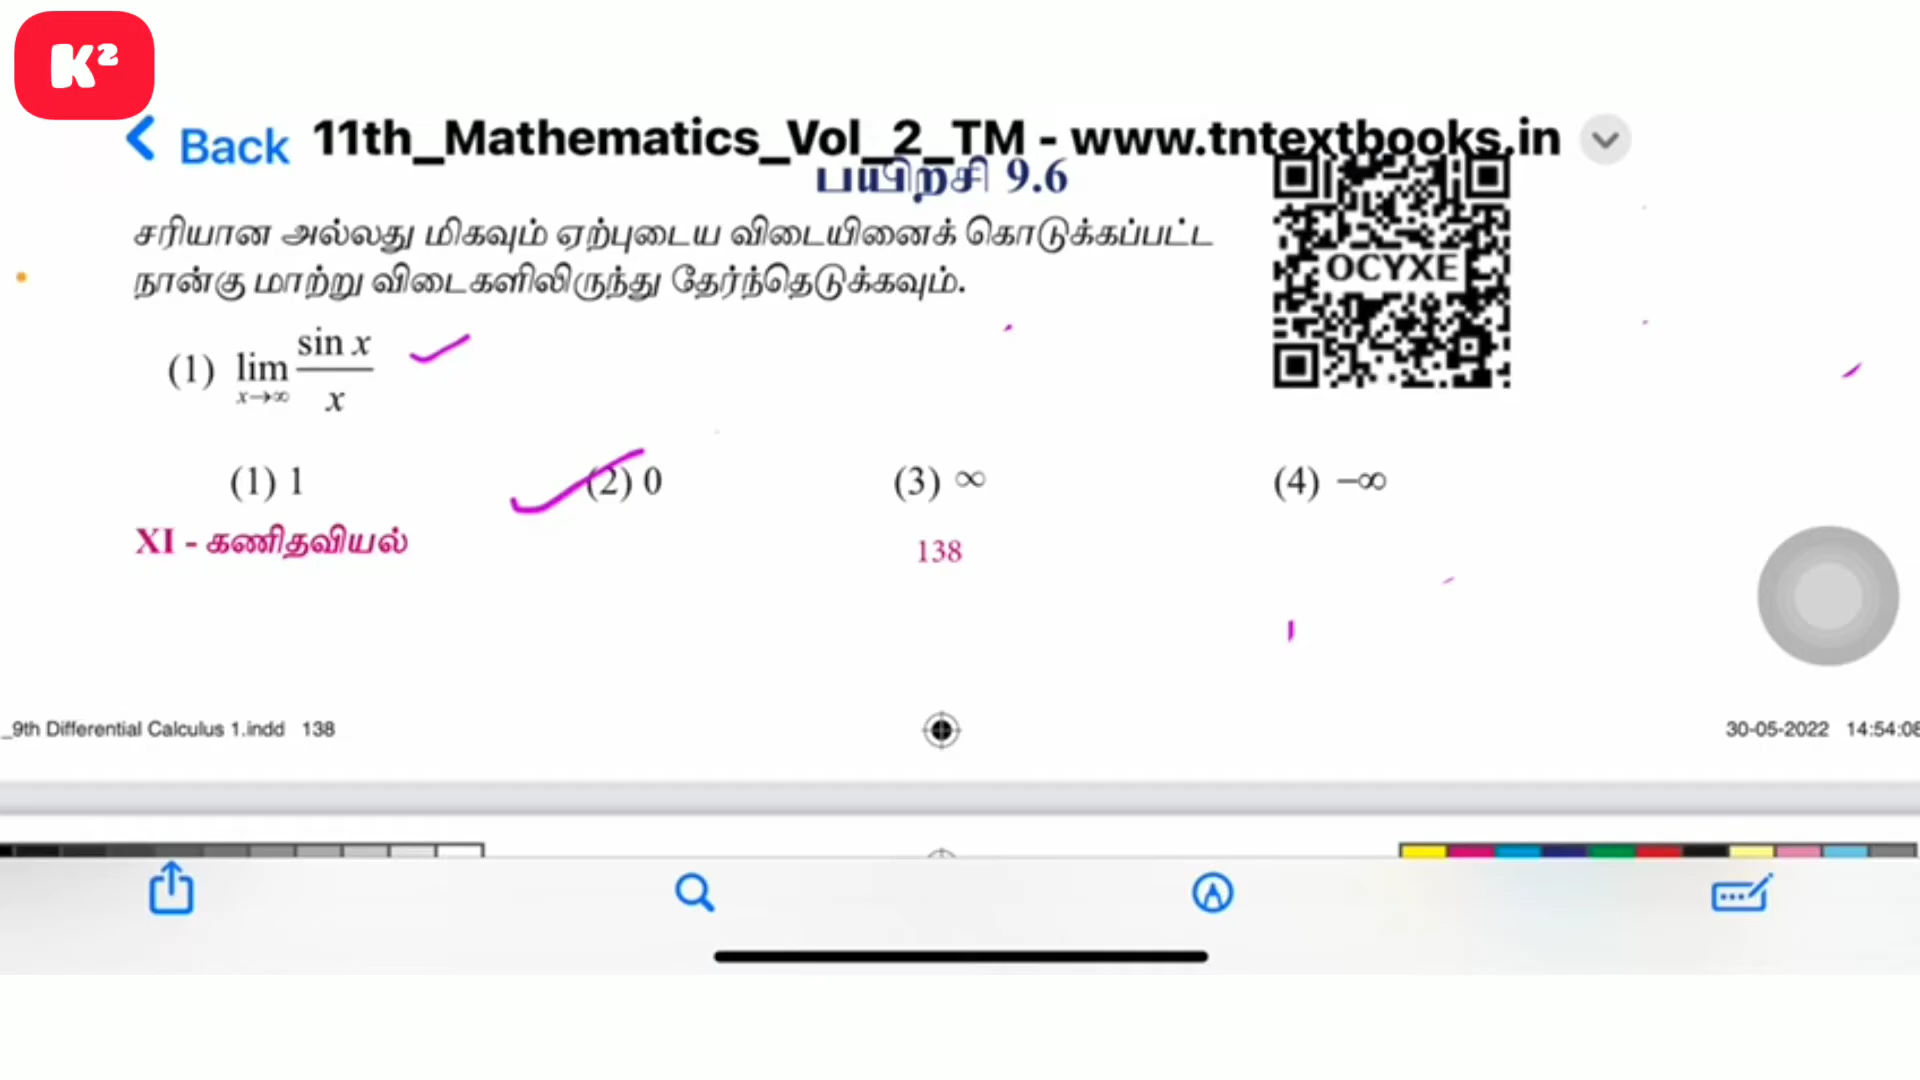 K²
Back 11th_Mathematics_Vol_2_TM - www.tntextbooks.in
பயிற்சி 9.6
சரியான அல்லது மிகவும் ஏற்புடைய விடையினைக் கொடுக்கப்பட்ட
நான்கு மாற்று விடைகளிலிருந்து தேர்ந்தெடுக்கவும்.
OCYXE
(1) lim x→∞ sin x / x
(1) 1 (2) 0 (3) ∞ (4) −∞
XI - கணிதவியல் 138
_9th Differential Calculus 1.indd 138 30-05-2022 14:54:08